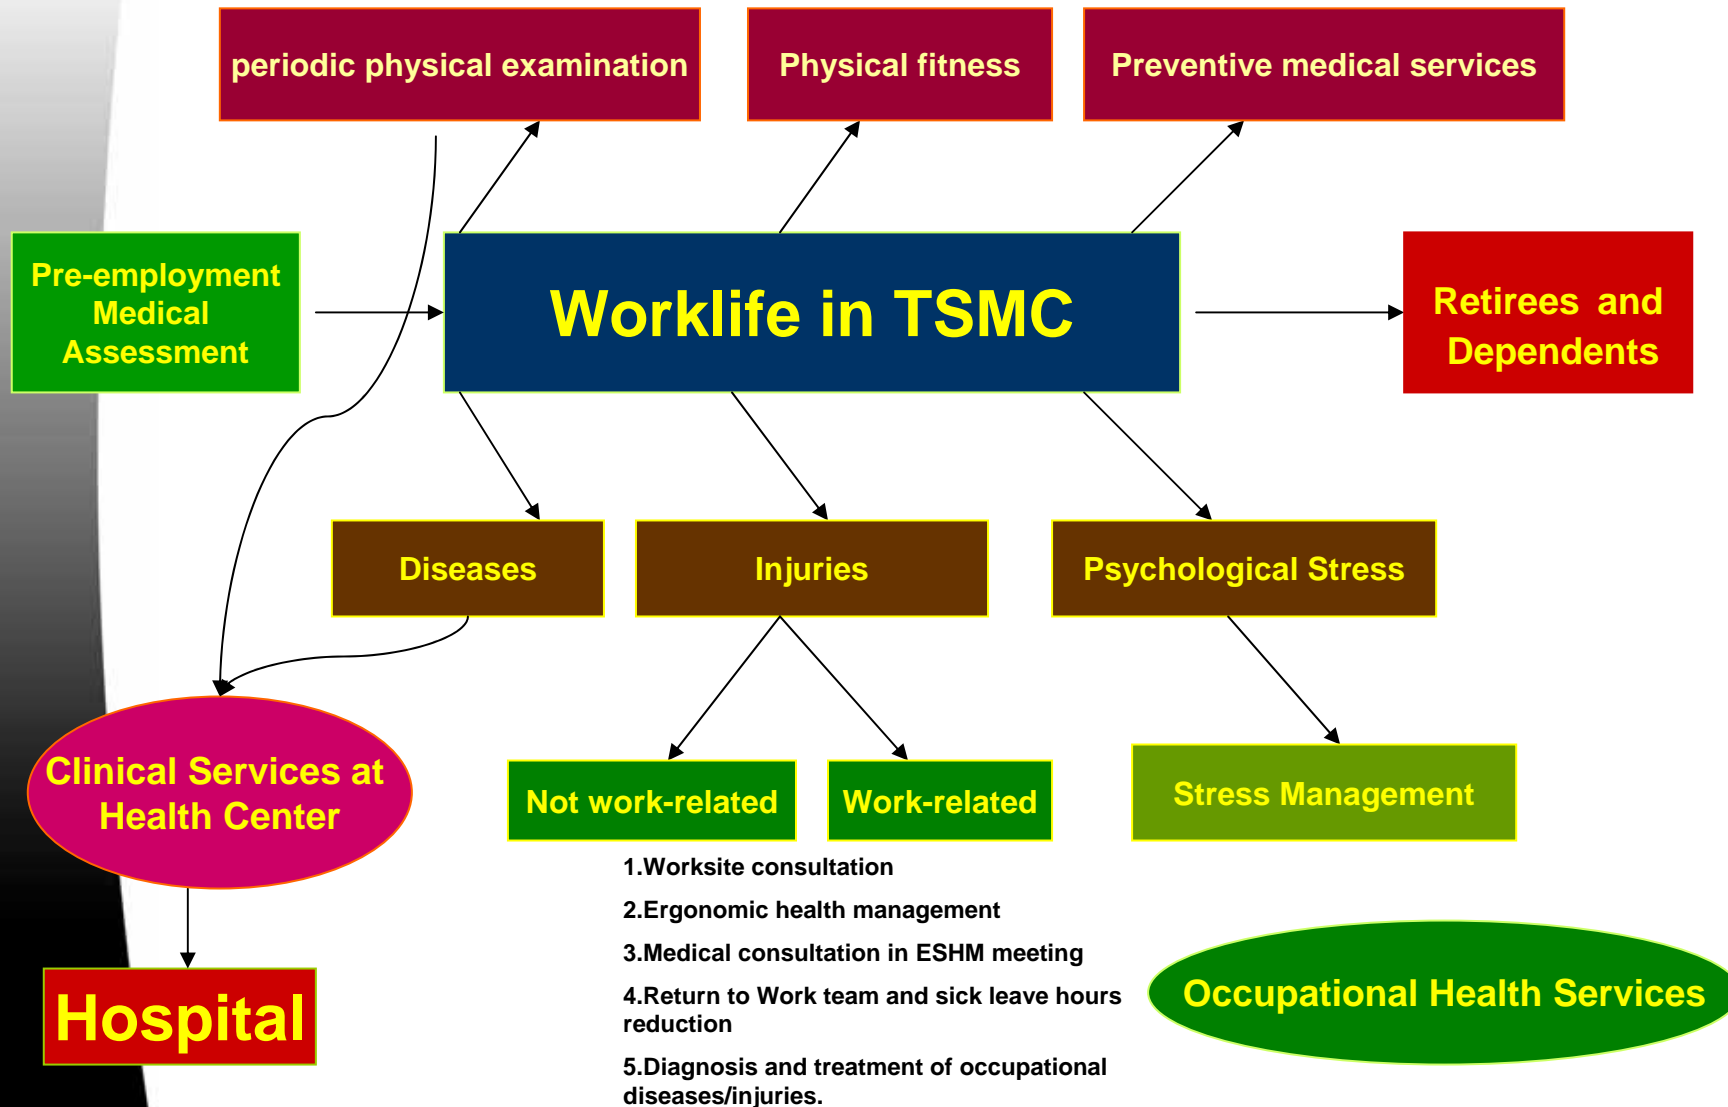 periodic physical examination
Physical fitness
Preventive medical services
Pre-employment
Medical
Assessment
Worklife in TSMC
Retirees and
Dependents
Diseases
Injuries
Psychological Stress
Clinical Services at
Health Center
Not work-related
Work-related
Stress Management
1.Worksite consultation
2.Ergonomic health management
3.Medical consultation in ESHM meeting
4.Return to Work team and sick leave hours
reduction
5.Diagnosis and treatment of occupational
diseases/injuries.
Occupational Health Services
Hospital